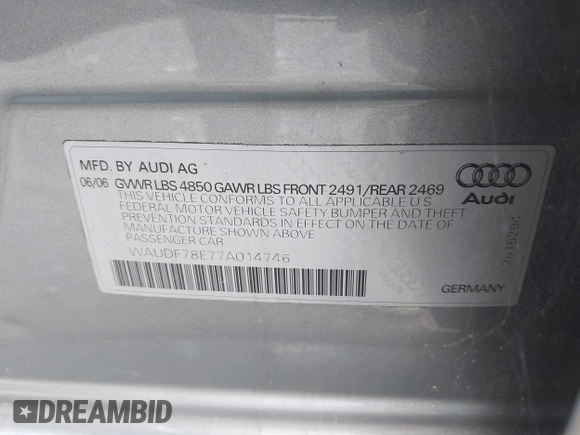 MFD. BY AUDI AG
06/06 GVWR LBS 4850 GAWR LBS FRONT 2491/REAR 2469
THIS VEHICLE CONFORMS TO ALL APPLICABLE U S
FEDERAL MOTOR VEHICLE SAFETY, BUMPER AND THEFT
PREVENTION STANDARDS IN EFFECT ON THE DATE OF
MANUFACTURE SHOWN ABOVE.
PASSENGER CAR
WAUDF78E77A014746
Audi
2616294
GERMANY
DREAMBID